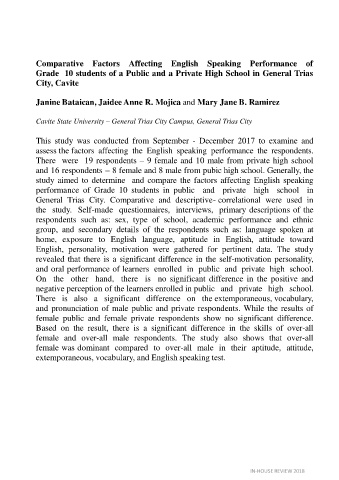 Comparative Factors Affecting English Speaking Performance of
Grade 10 students of a Public and a Private High School in General Trias
City, Cavite
Janine Bataican, Jaidee Anne R. Mojica and Mary Jane B. Ramirez
Cavite State University – General Trias City Campus, General Trias City
This study was conducted from September - December 2017 to examine and
assess the factors affecting the English speaking performance the respondents.
There were 19 respondents – 9 female and 10 male from private high school
and 16 respondents – 8 female and 8 male from pubic high school. Generally, the
study aimed to determine and compare the factors affecting English speaking
performance of Grade 10 students in public and private high school in
General Trias City. Comparative and descriptive- correlational were used in
the study. Self-made questionnaires, interviews, primary descriptions of the
respondents such as: sex, type of school, academic performance and ethnic
group, and secondary details of the respondents such as: language spoken at
home, exposure to English language, aptitude in English, attitude toward
English, personality, motivation were gathered for pertinent data. The study
revealed that there is a significant difference in the self-motivation personality,
and oral performance of learners enrolled in public and private high school.
On the other hand, there is no significant difference in the positive and
negative perception of the learners enrolled in public and private high school.
There is also a significant difference on the extemporaneous, vocabulary,
and pronunciation of male public and private respondents. While the results of
female public and female private respondents show no significant difference.
Based on the result, there is a significant difference in the skills of over-all
female and over-all male respondents. The study also shows that over-all
female was dominant compared to over-all male in their aptitude, attitude,
extemporaneous, vocabulary, and English speaking test.
IN-HOUSE REVIEW 2018